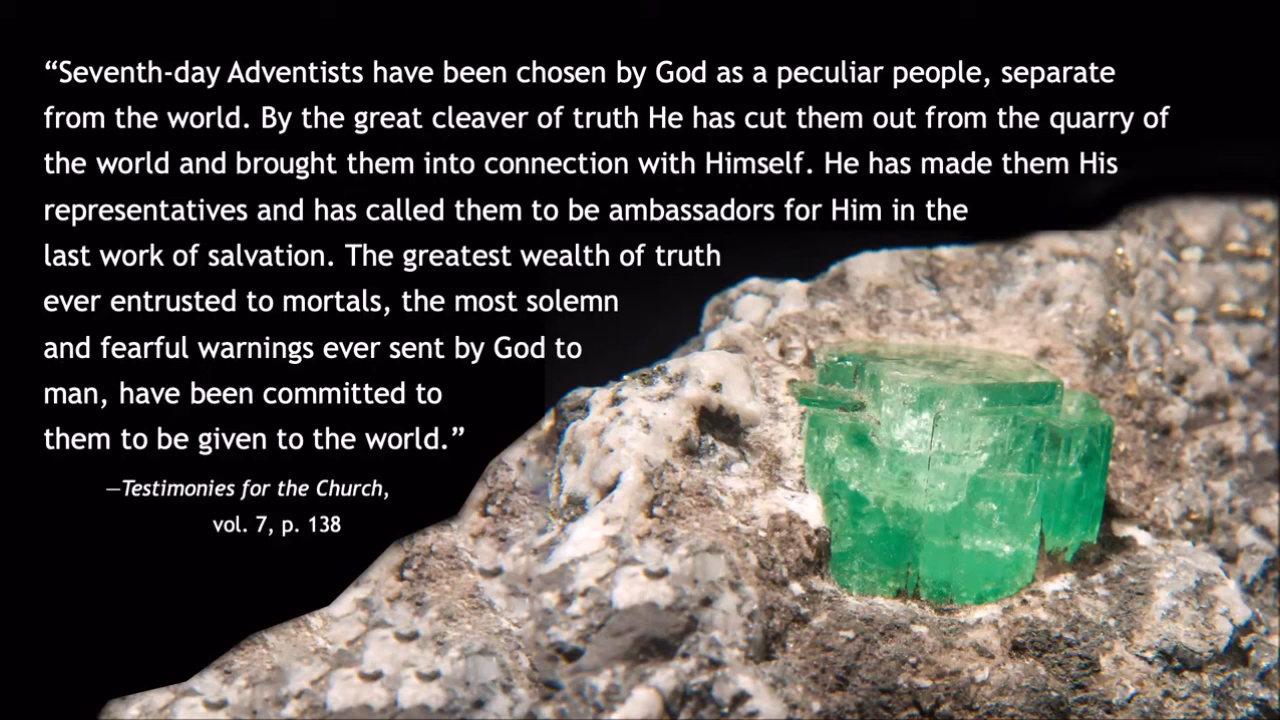 “Seventh-day Adventists have been chosen by God as a peculiar people, separate
from the world. By the great cleaver of truth He has cut them out from the quarry of
the world and brought them into connection with Himself. He has made them His
representatives and has called them to be ambassadors for Him in the
last work of salvation. The greatest wealth of truth
ever entrusted to mortals, the most solemn
and fearful warnings ever sent by God to
man, have been committed to
them to be given to the world.”
—Testimonies for the Church,
vol. 7, p. 138